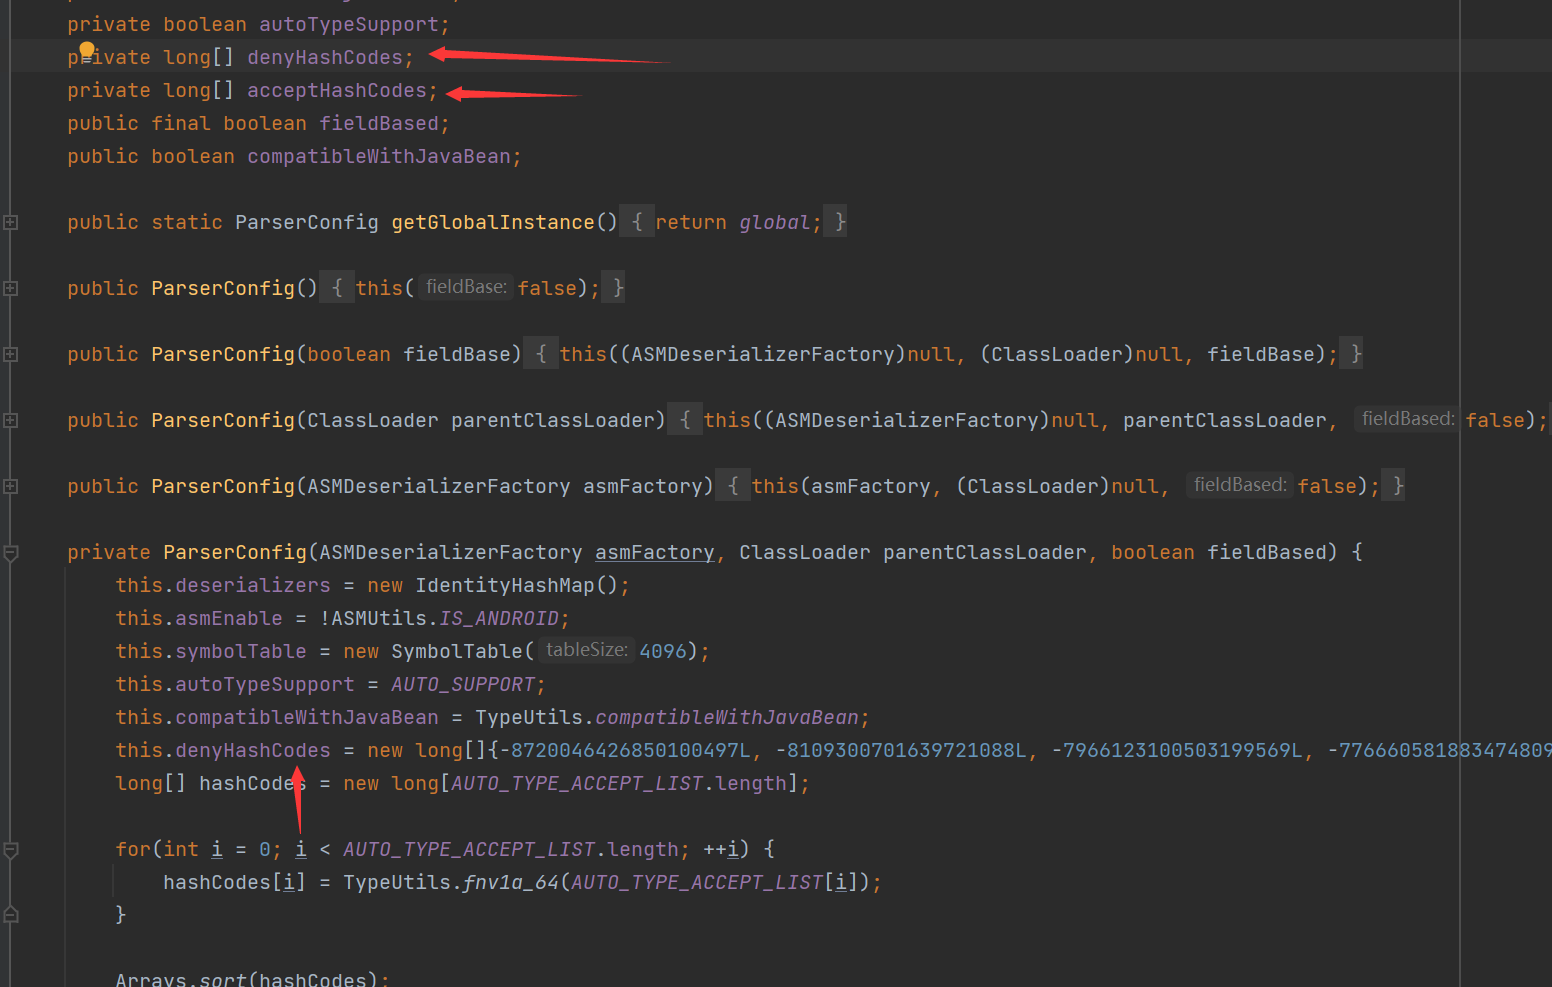 private boolean autoTypeSupport;
private long[] denyHashCodes;
private long[] acceptHashCodes;
public final boolean fieldBased;
public boolean compatibleWithJavaBean;
public static ParserConfig getGlobalInstance() { return global; }
public ParserConfig() { this( fieldBase: false); }
public ParserConfig(boolean fieldBase) { this((ASMDeserializerFactory)null, (ClassLoader)null, fieldBase); }
public ParserConfig(ClassLoader parentClassLoader) { this((ASMDeserializerFactory)null, parentClassLoader, fieldBased: false);
public ParserConfig(ASMDeserializerFactory asmFactory) { this(asmFactory, (ClassLoader)null, fieldBased: false); }
private ParserConfig(ASMDeserializerFactory asmFactory, ClassLoader parentClassLoader, boolean fieldBased) {
this.deserializers = new IdentityHashMap();
this.asmEnable = !ASMUtils.IS_ANDROID;
this.symbolTable = new SymbolTable( tableSize: 4096);
this.autoTypeSupport = AUTO_SUPPORT;
this.compatibleWithJavaBean = TypeUtils.compatibleWithJavaBean;
this.denyHashCodes = new long[]{-8720046426850100497L, -8109300701639721088L, -7966123100503199569L, -776660581883474809
long[] hashCodes = new long[AUTO_TYPE_ACCEPT_LIST.length];
for(int i = 0; i < AUTO_TYPE_ACCEPT_LIST.length; ++i) {
hashCodes[i] = TypeUtils.fnv1a_64(AUTO_TYPE_ACCEPT_LIST[i]);
}
Arrays.sort(hashCodes);